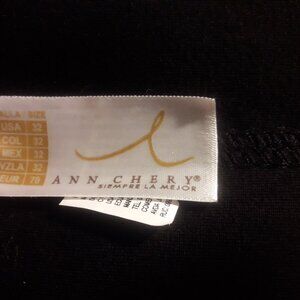 TALLA / SIZE
USA 32
COL 32
MEX 32
VZLA 32
EUR 70
ANN CHERY®
SIEMPRE LA MEJOR